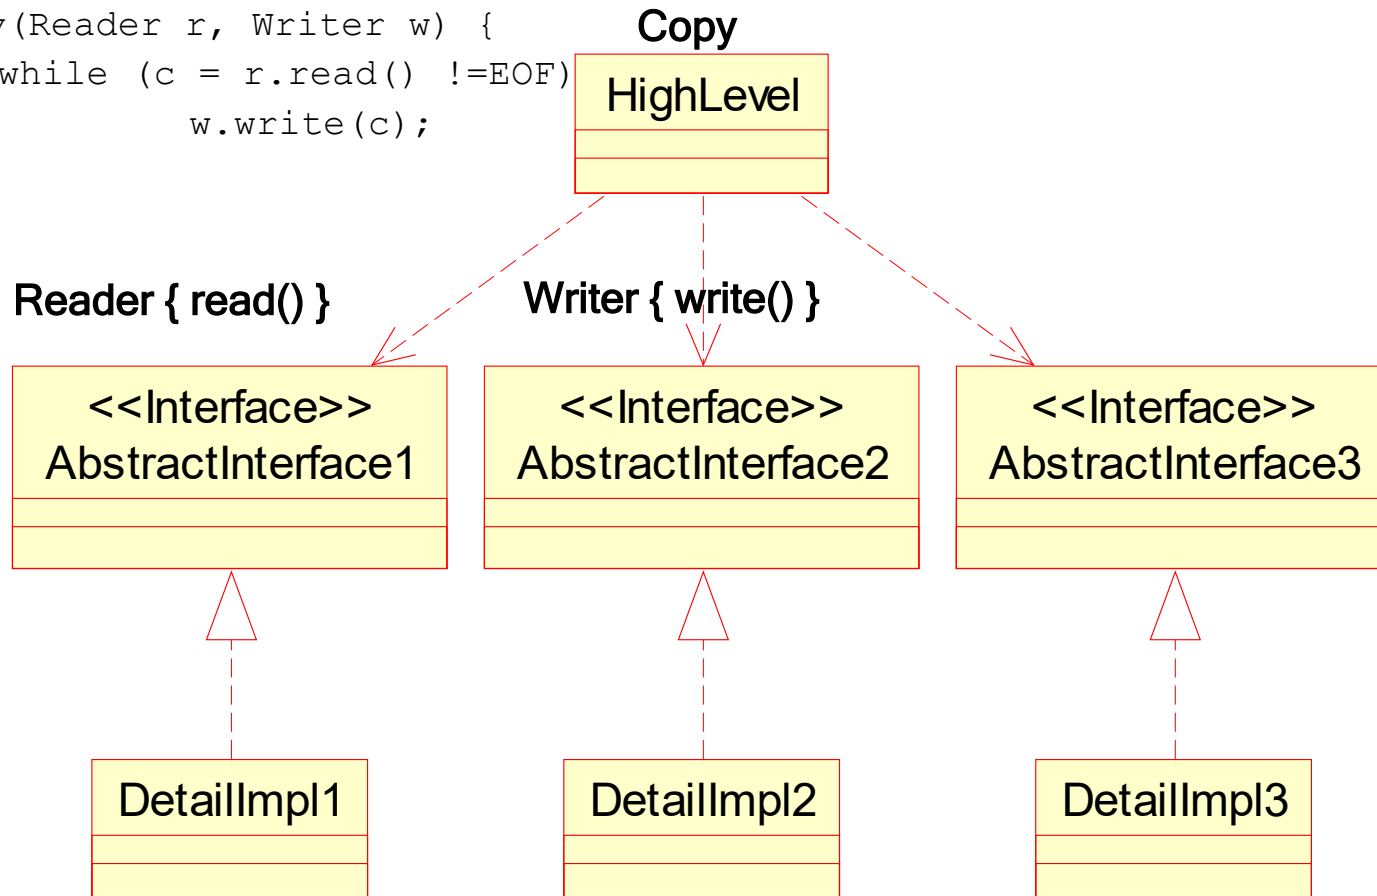 (Reader r, Writer w) {
while (c = r.read() !=EOF)
w.write(c);
Copy
HighLevel
Reader { read() }
Writer { write() }
<<Interface>>
AbstractInterface1
<<Interface>>
AbstractInterface2
<<Interface>>
AbstractInterface3
DetailImpl1
DetailImpl2
DetailImpl3